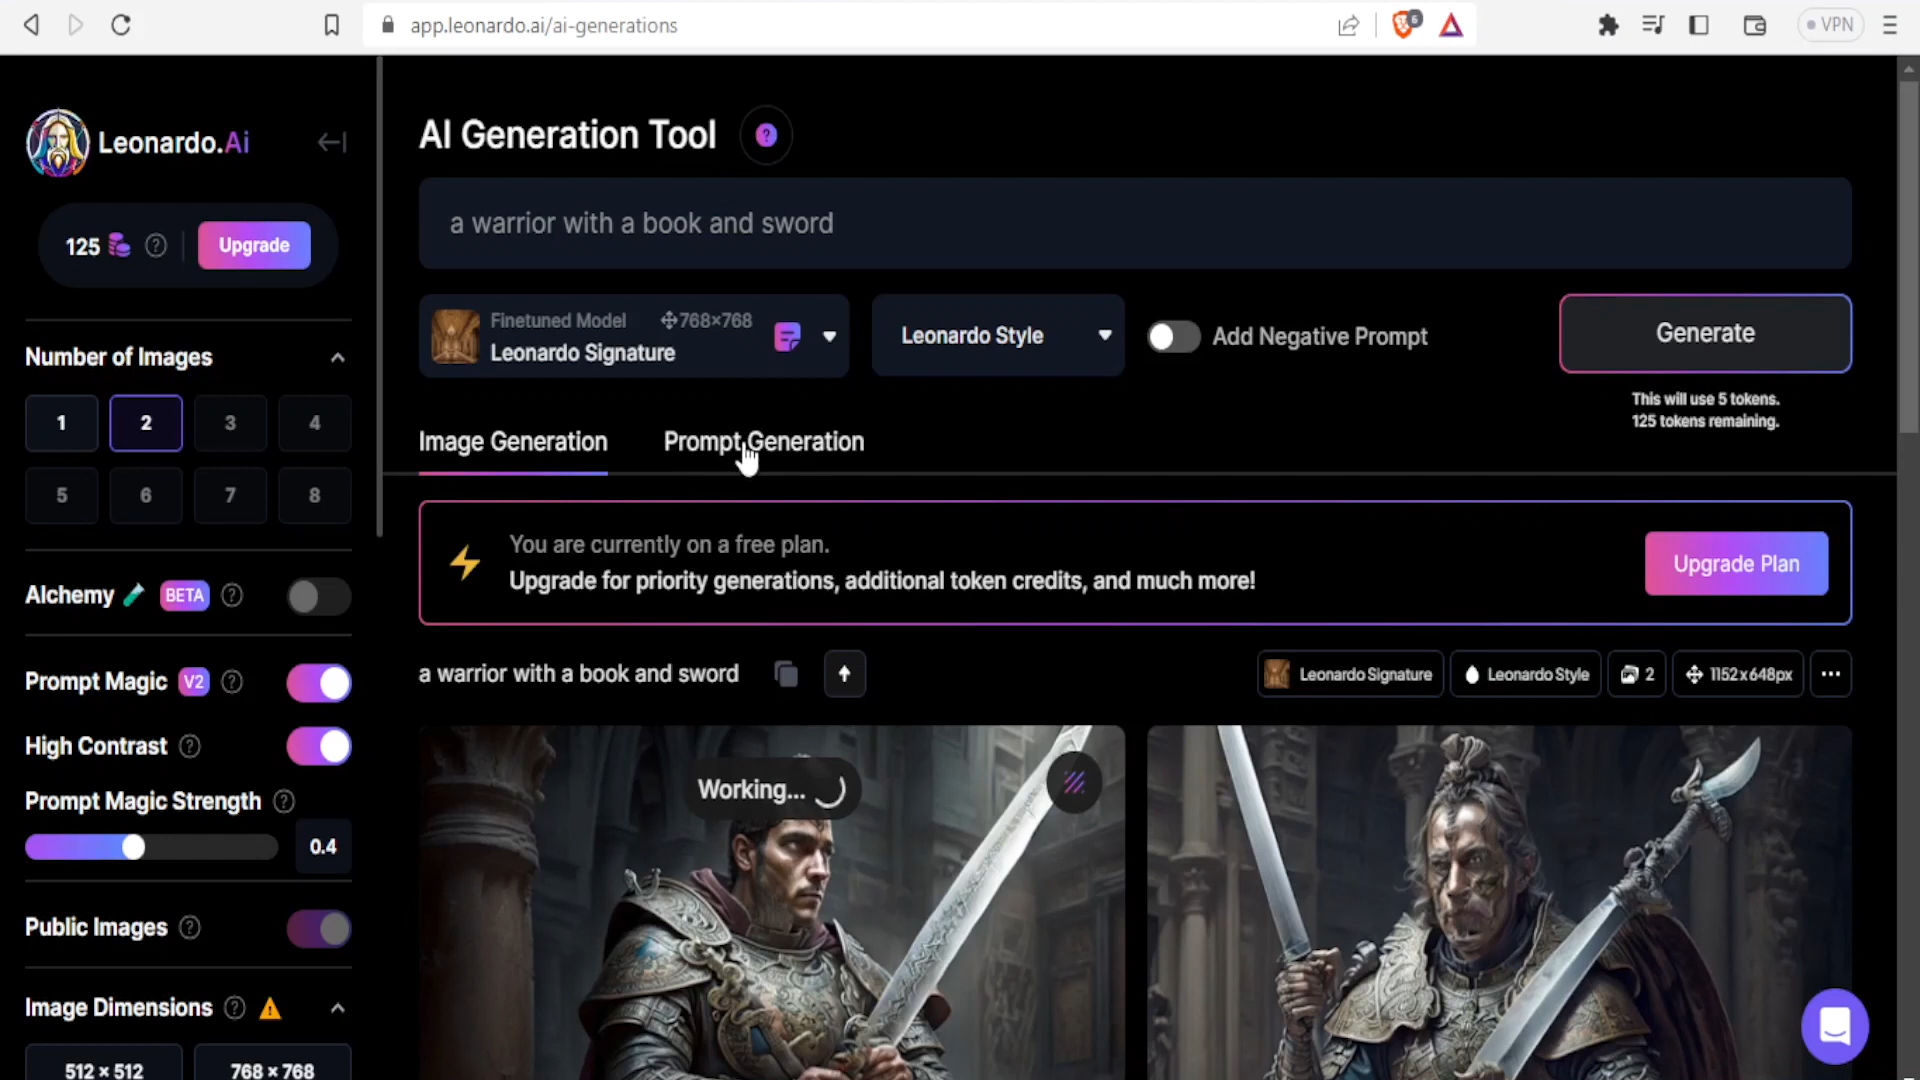 app.leonardo.ai/ai-generations
6
VPN
Leonardo.Ai
125
Upgrade
Number of Images
1 2 3 4
5 6 7 8
Alchemy BETA
Prompt Magic V2
High Contrast
Prompt Magic Strength
0.4
Public Images
Image Dimensions
512 × 512 768 × 768
AI Generation Tool
a warrior with a book and sword
Finetuned Model 768×768
Leonardo Signature
Leonardo Style
Add Negative Prompt
Generate
This will use 5 tokens.
125 tokens remaining.
Image Generation Prompt Generation
You are currently on a free plan.
Upgrade for priority generations, additional token credits, and much more!
Upgrade Plan
a warrior with a book and sword
Leonardo Signature Leonardo Style 2 1152x648px
Working...